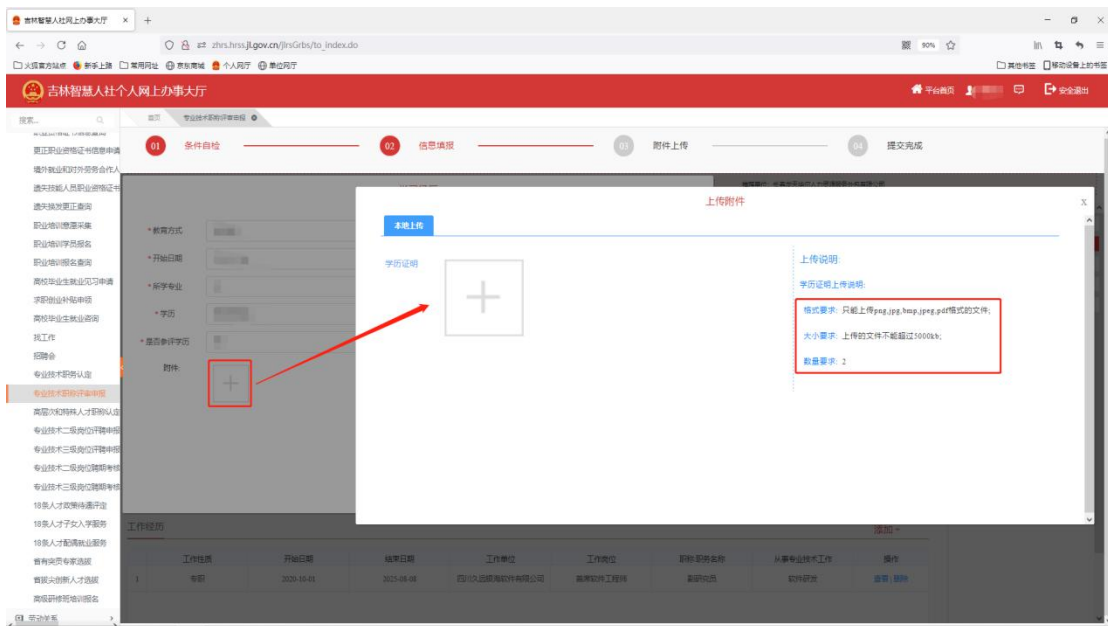 吉林智慧人社网上办事大厅 × +
zhrs.hrss.jl.gov.cn/jlrsGrbs/to_index.do 90%
火狐官方站点 新手上路 常用网址 京东商城 个人网厅 单位网厅 其他书签 移动设备上的书签
吉林智慧人社个人网上办事大厅 平台首页 安全退出
搜索... 首页 专业技术职称评审申报
01 条件自检 02 信息填报 03 附件上传 04 提交完成
更正职业资格证书信息申请
境外就业和对外劳务合作人
遗失技能人员职业资格证书
遗失换发更正查询
职业培训意愿采集
职业培训学员报名
职业培训报名查询
高校毕业生就业见习申请
求职创业补贴申领
高校毕业生就业咨询
找工作
招聘会
专业技术职务认定
专业技术职称评审申报
高层次和特殊人才职称认定
专业技术二级岗位评聘申报
专业技术三级岗位评聘申报
专业技术二级岗位聘期考核
专业技术三级岗位聘期考核
18条人才政策待遇评定
18条人才子女入学服务
18条人才配偶就业服务
省有突贡专家选拔
省拔尖创新人才选拔
高级研修班培训报名
劳动关系 >
*教育方式
*开始日期
*所学专业
*学历
*是否参评学历
附件
上传附件 X
本地上传
学历证明
上传说明:
学历证明上传说明:
格式要求: 只能上传png,jpg,bmp,jpeg,pdf格式的文件;
大小要求: 上传的文件不能超过5000kb;
数量要求: 2
工作经历 添加
工作性质 开始日期 结束日期 工作单位 工作岗位 职称/职务名称 从事专业技术工作 操作
1 专职 2020-10-01 2023-08-08 四川久远银海软件有限公司 高级软件工程师 副研究员 软件研发 查看 | 删除